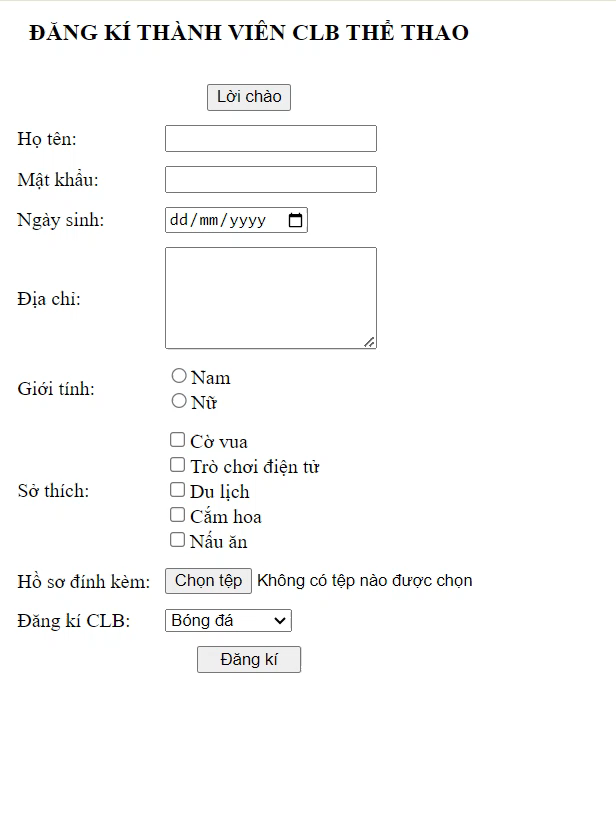 ĐĂNG KÍ THÀNH VIÊN CLB THỂ THAO
Lời chào
Họ tên:
Mật khẩu:
Ngày sinh: dd/mm/yyyy
Địa chỉ:
Giới tính:
Nam
Nữ
Sở thích:
Cờ vua
Trò chơi điện tử
Du lịch
Cắm hoa
Nấu ăn
Hồ sơ đính kèm: Chọn tệp Không có tệp nào được chọn
Đăng kí CLB: Bóng đá
Đăng kí